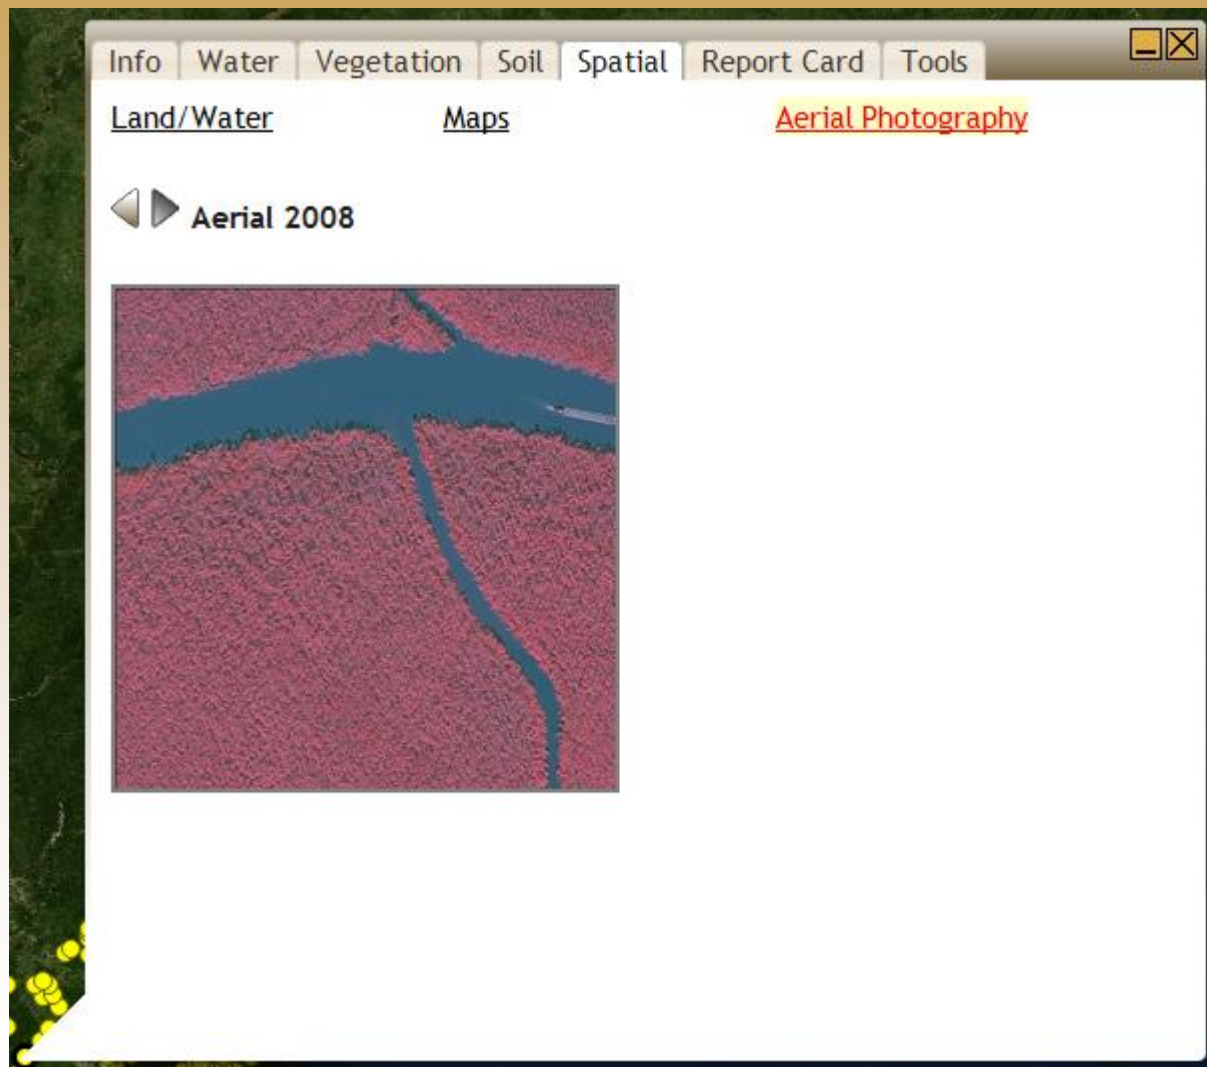 Info Water Vegetation Soil Spatial Report Card Tools
Land/Water Maps Aerial Photography
Aerial 2008